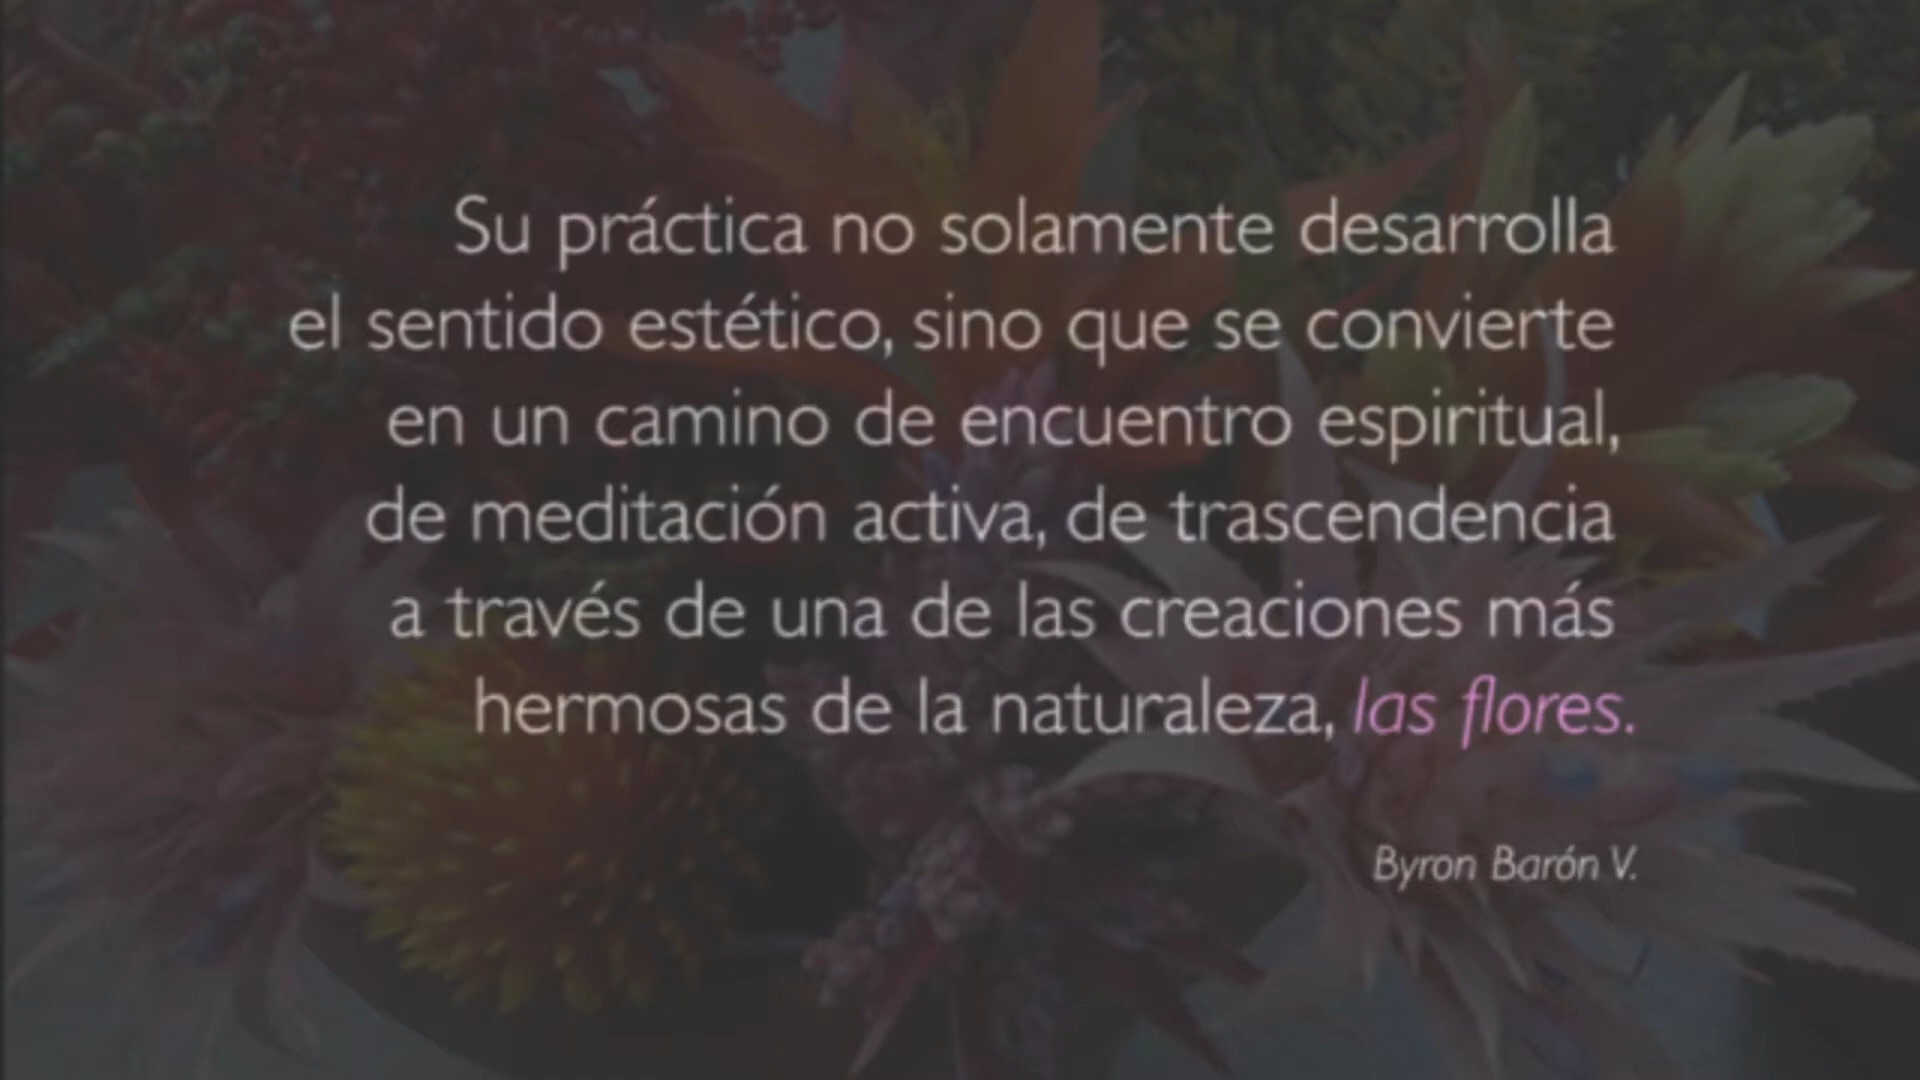 Su práctica no solamente desarrolla
el sentido estético, sino que se convierte
en un camino de encuentro espiritual,
de meditación activa, de trascendencia
a través de una de las creaciones más
hermosas de la naturaleza, las flores.
Byron Barón V.